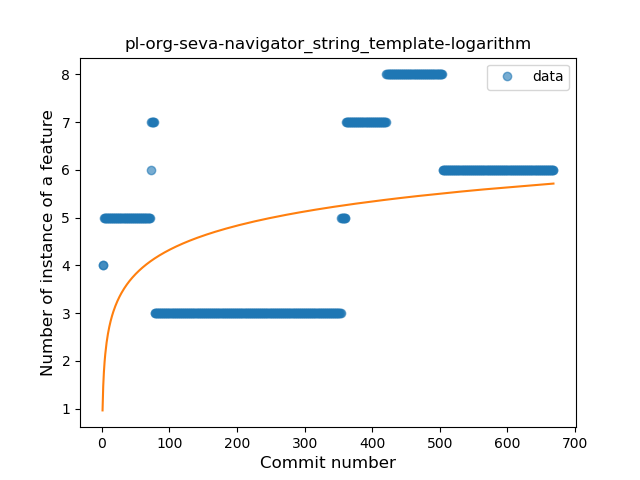 pl-org-seva-navigator_string_template-logarithm
data
Number of instance of a feature
8
7
6
5
4
3
2
1
0 100 200 300 400 500 600 700
Commit number